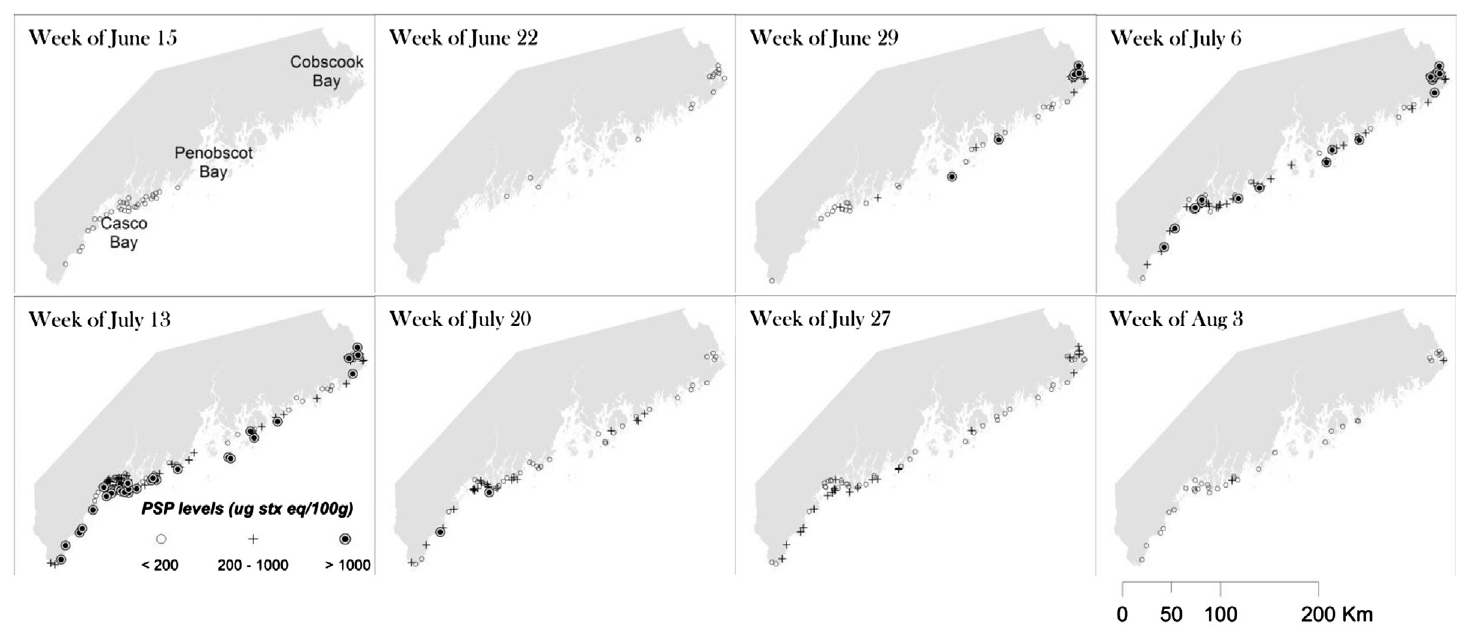 Week of June 15
Cobscook
Bay
Penobscot
Bay
Casco
Bay
Week of June 22
Week of June 29
Week of July 6
Week of July 13
PSP levels (ug stx eq/100g)
< 200 200 - 1000 > 1000
Week of July 20
Week of July 27
Week of Aug 3
0 50 100 200 Km